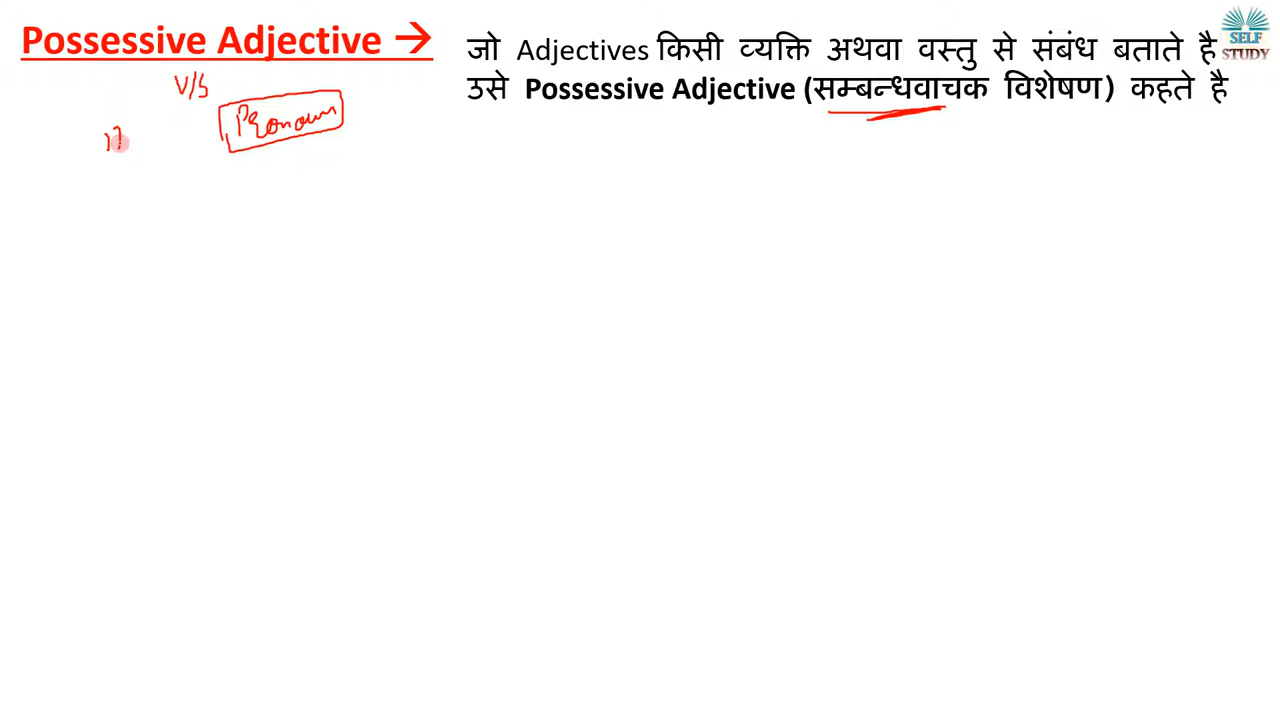 Possessive Adjective →
V/S
Pronoun
जो Adjectives किसी व्यक्ति अथवा वस्तु से संबंध बताते है
उसे Possessive Adjective (सम्बन्धवाचक विशेषण) कहते है
SELF
STUDY